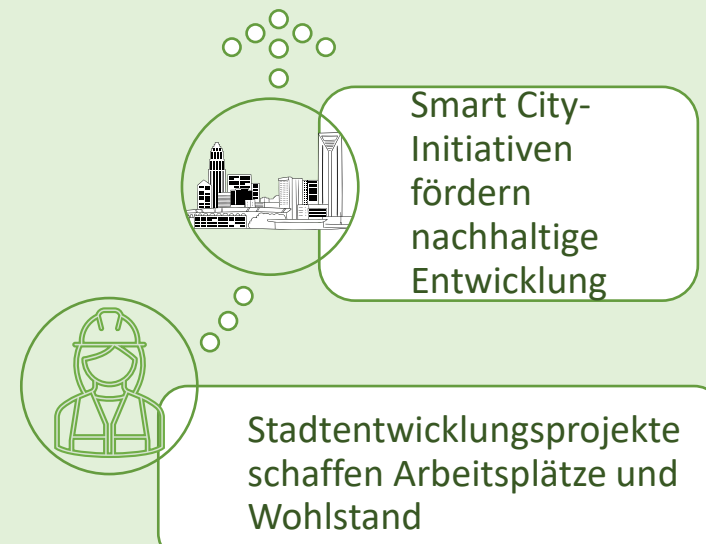 Smart City-
Initiativen
fördern
nachhaltige
Entwicklung
Stadtentwicklungsprojekte
schaffen Arbeitsplätze und
Wohlstand